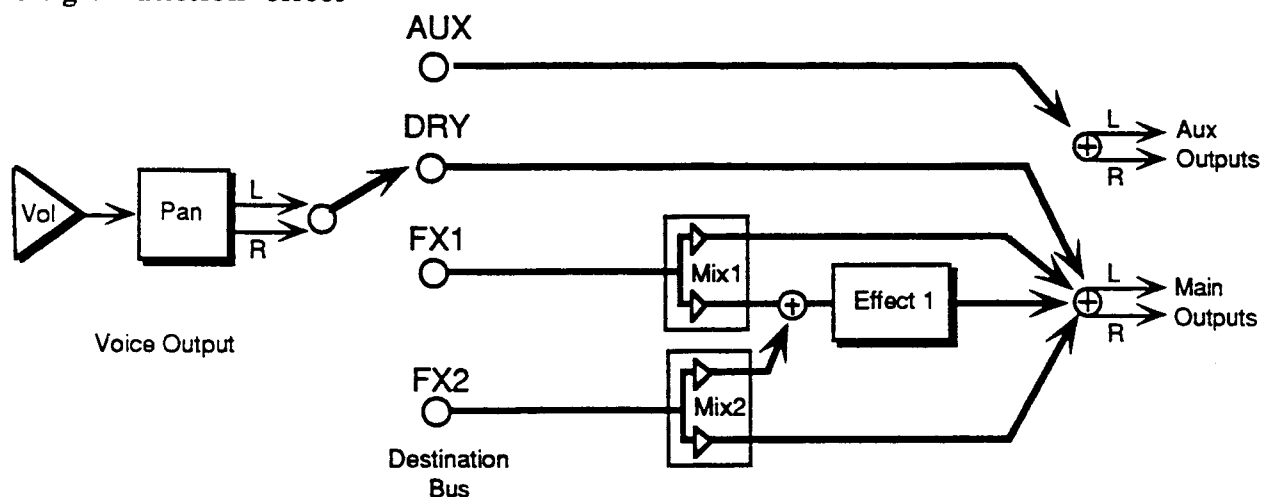 AUX
L
Aux
Outputs
R
DRY
Vol
Pan
L
R
FX1
Mix1
Effect 1
L
Main
Outputs
R
Voice Output
FX2
Mix2
Destination
Bus